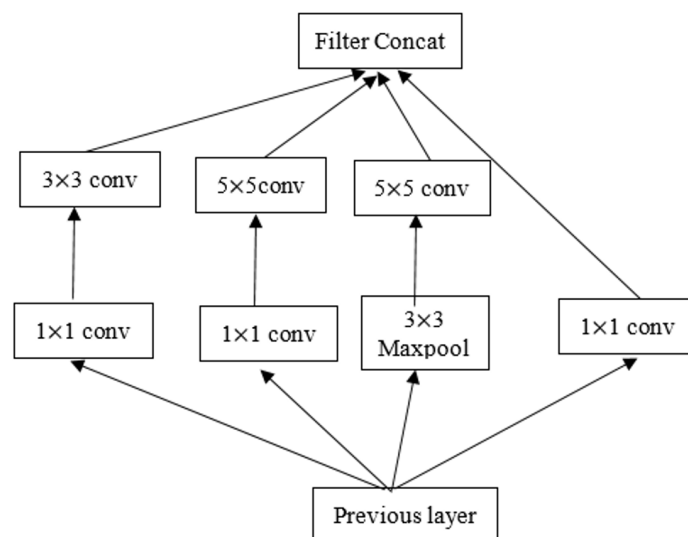 Filter Concat
3×3 conv
5×5conv
5×5 conv
1×1 conv
1×1 conv
3×3
Maxpool
1×1 conv
Previous layer